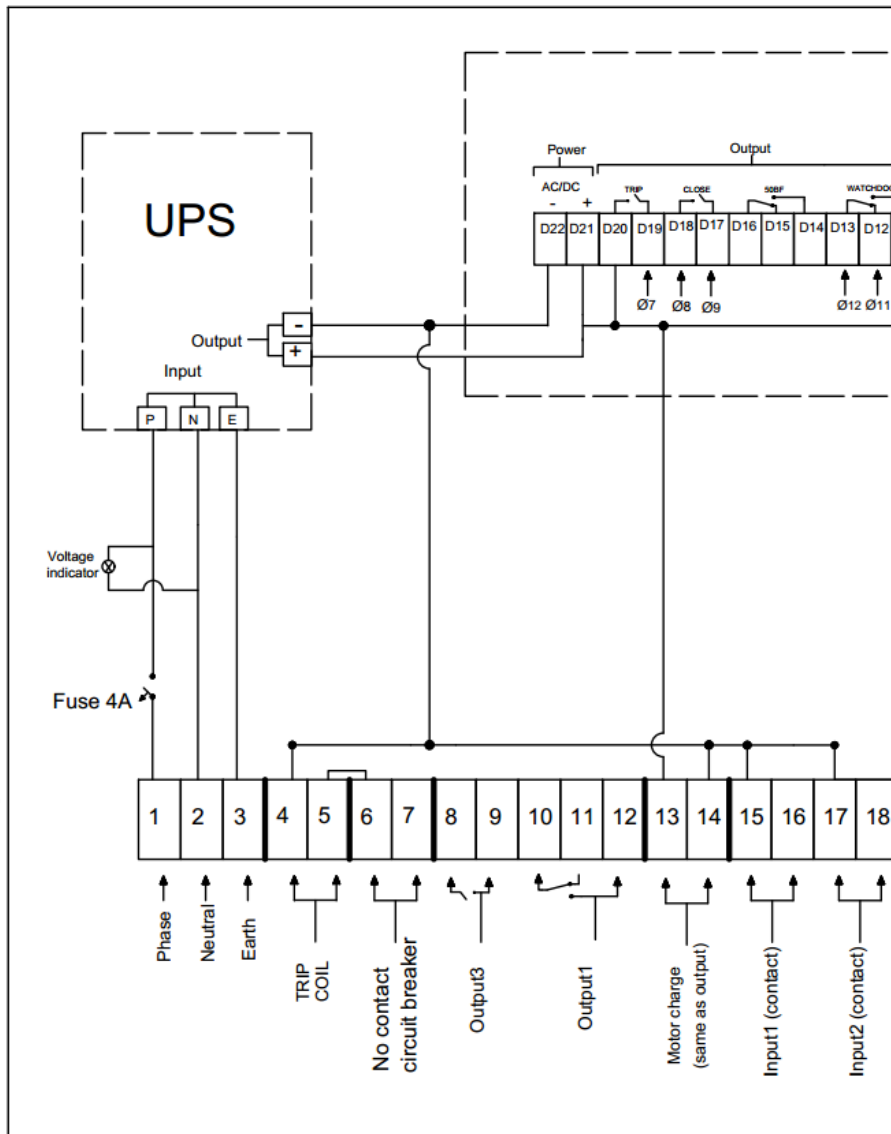 UPS
Output
-
+
Input
P N E
Voltage
indicator
Fuse 4A
Power
Output
AC/DC
- +
TRIP CLOSE 50BF WATCHDOG
D22 D21 D20 D19 D18 D17 D16 D15 D14 D13 D12
Ø7 Ø8 Ø9 Ø12 Ø11
1 2 3 4 5 6 7 8 9 10 11 12 13 14 15 16 17 18
Phase
Neutral
Earth
TRIP
COIL
No contact
circuit breaker
Output3
Output1
Motor charge
(same as output)
Input1 (contact)
Input2 (contact)